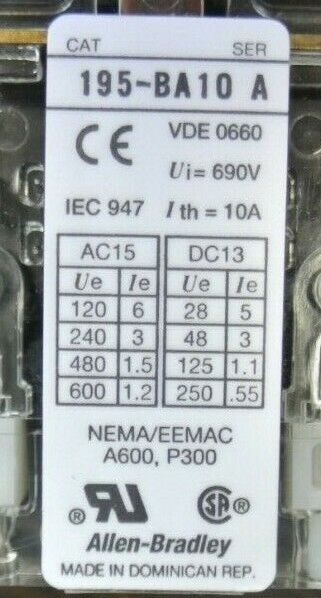 CAT SER
195-BA10 A
CE VDE 0660
Ui = 690V
IEC 947 Ith = 10A
AC15 DC13
Ue Ie Ue Ie
120 6 28 5
240 3 48 3
480 1.5 125 1.1
600 1.2 250 .55
NEMA/EEMAC
A600, P300
® RU SA ®
Allen-Bradley
MADE IN DOMINICAN REP.